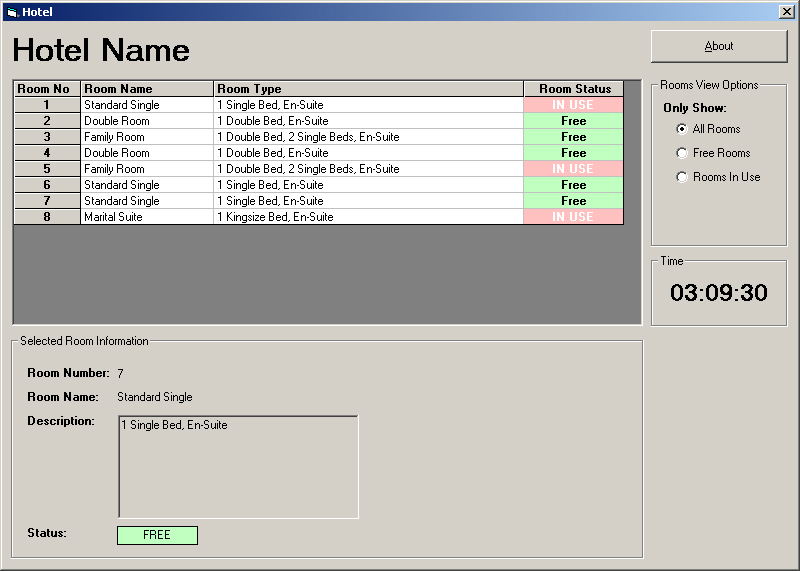 Hotel
Hotel Name
About
Room No Room Name Room Type Room Status
1 Standard Single 1 Single Bed, En-Suite IN USE
2 Double Room 1 Double Bed, En-Suite Free
3 Family Room 1 Double Bed, 2 Single Beds, En-Suite Free
4 Double Room 1 Double Bed, En-Suite Free
5 Family Room 1 Double Bed, 2 Single Beds, En-Suite IN USE
6 Standard Single 1 Single Bed, En-Suite Free
7 Standard Single 1 Single Bed, En-Suite Free
8 Marital Suite 1 Kingsize Bed, En-Suite IN USE
Rooms View Options
Only Show:
All Rooms
Free Rooms
Rooms In Use
Time
03:09:30
Selected Room Information
Room Number: 7
Room Name: Standard Single
Description: 1 Single Bed, En-Suite
Status: FREE